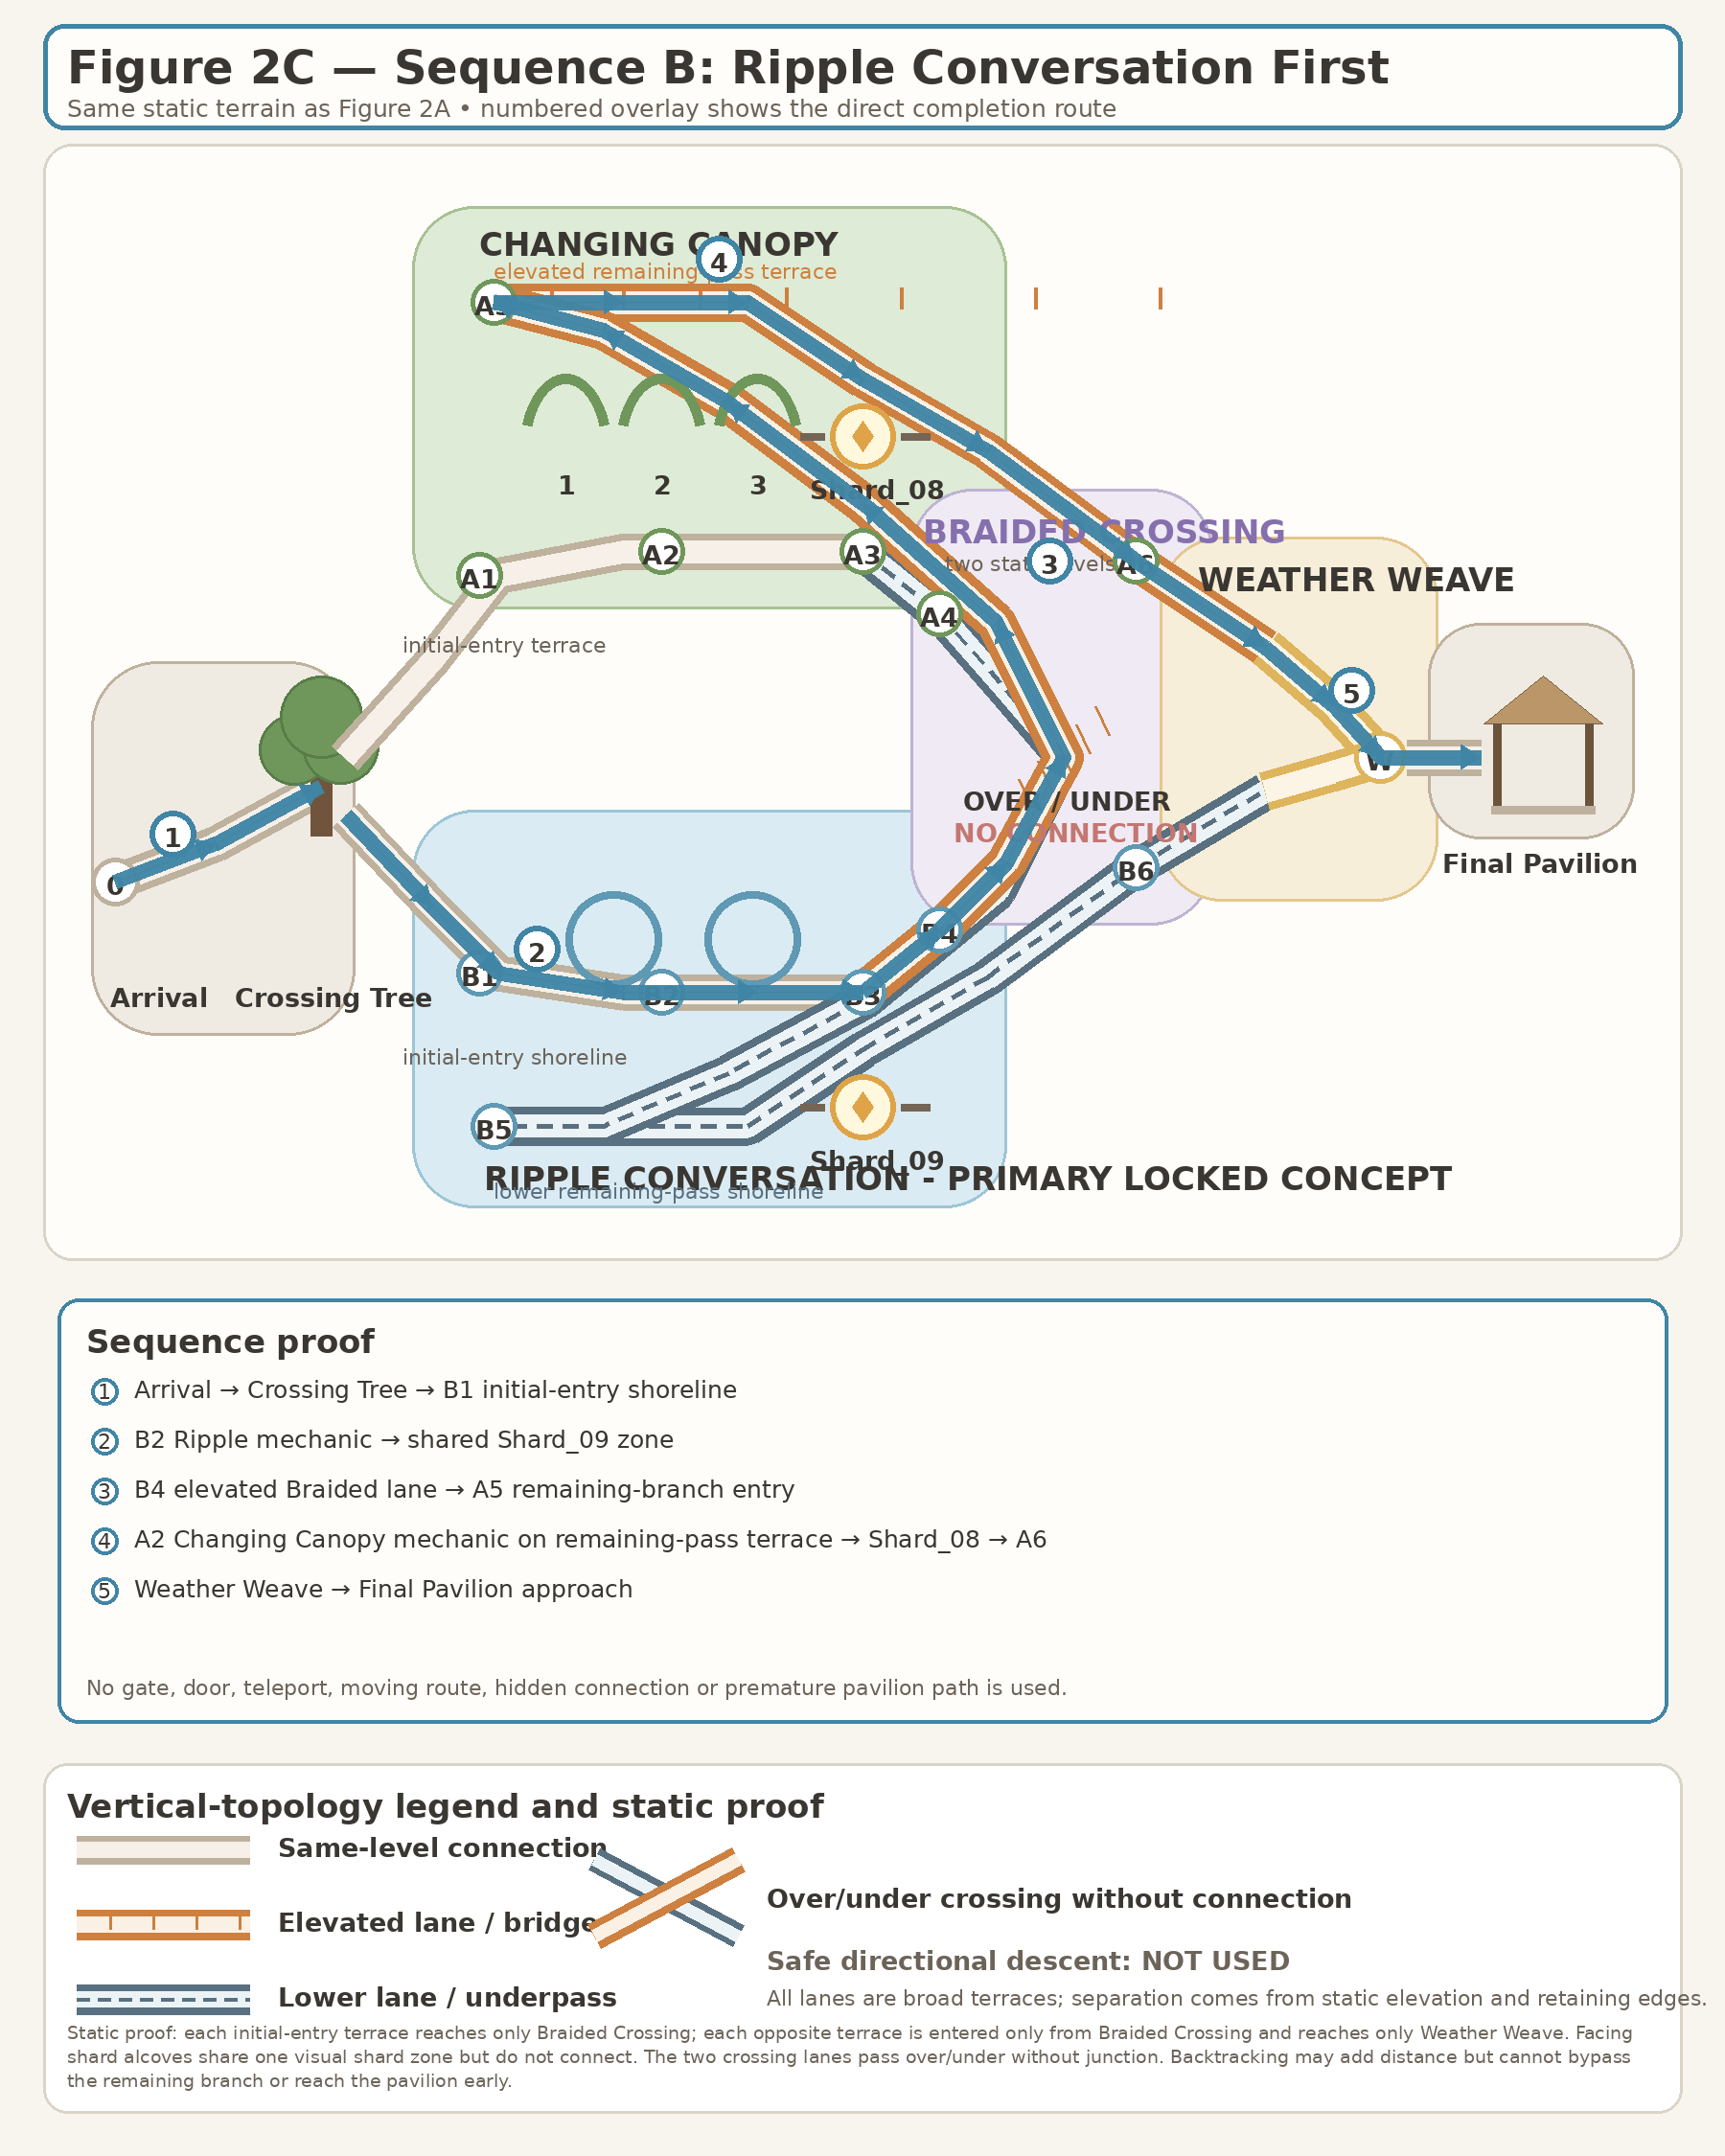 Figure 2C — Sequence B: Ripple Conversation First
Same static terrain as Figure 2A • numbered overlay shows the direct completion route
CHANGING CANOPY
4
elevated remaining-pass terrace
1
2
3
Shard_08
A1
A2
A3
A4
BRAIDED CROSSING
two static levels
3
A6
WEATHER WEAVE
initial-entry terrace
5
W
OVER / UNDER
NO CONNECTION
1
0
B6
Final Pavilion
Arrival
Crossing Tree
B1
2
B2
B3
B4
initial-entry shoreline
B5
Shard_09
RIPPLE CONVERSATION - PRIMARY LOCKED CONCEPT
lower remaining-pass shoreline
Sequence proof
1 Arrival → Crossing Tree → B1 initial-entry shoreline
2 B2 Ripple mechanic → shared Shard_09 zone
3 B4 elevated Braided lane → A5 remaining-branch entry
4 A2 Changing Canopy mechanic on remaining-pass terrace → Shard_08 → A6
5 Weather Weave → Final Pavilion approach
No gate, door, teleport, moving route, hidden connection or premature pavilion path is used.
Vertical-topology legend and static proof
Same-level connection
Elevated lane / bridge
Lower lane / underpass
Over/under crossing without connection
Safe directional descent: NOT USED
All lanes are broad terraces; separation comes from static elevation and retaining edges.
Static proof: each initial-entry terrace reaches only Braided Crossing; each opposite terrace is entered only from Braided Crossing and reaches only Weather Weave. Facing
shard alcoves share one visual shard zone but do not connect. The two crossing lanes pass over/under without junction. Backtracking may add distance but cannot bypass
the remaining branch or reach the pavilion early.